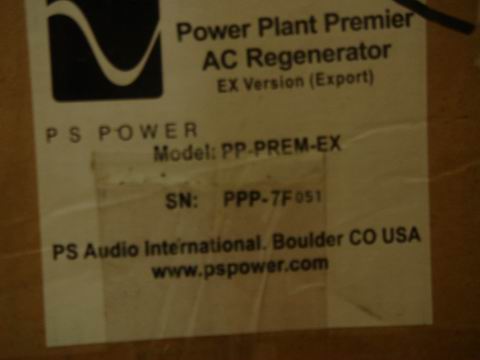 Power Plant Premier
AC Regenerator
EX Version (Export)
PS POWER
Model: PP-PREM-EX
SN: PPP-7F051
PS Audio International. Boulder CO USA
www.pspower.com